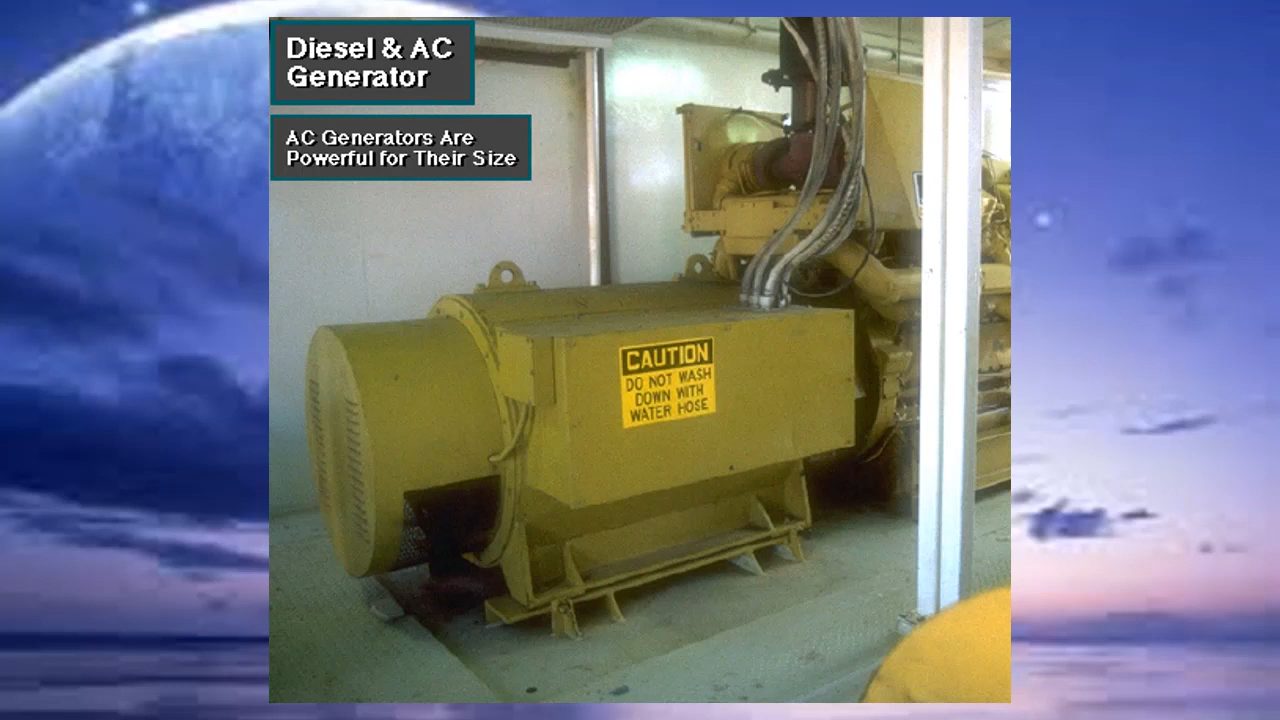 Diesel & AC
Generator
AC Generators Are
Powerful for Their Size
CAUTION
DO NOT WASH
DOWN WITH
WATER HOSE